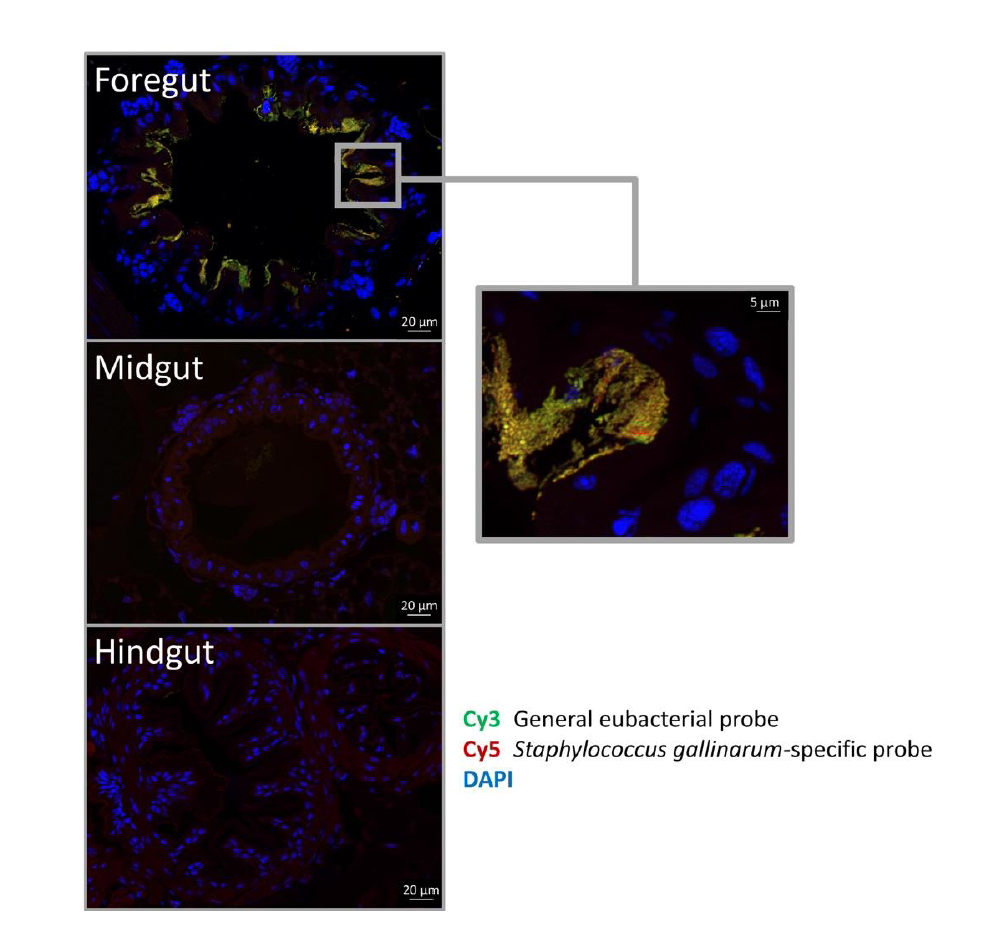 Foregut
20 µm
5 µm
Midgut
20 µm
Hindgut
20 µm
Cy3 General eubacterial probe
Cy5 Staphylococcus gallinarum-specific probe
DAPI